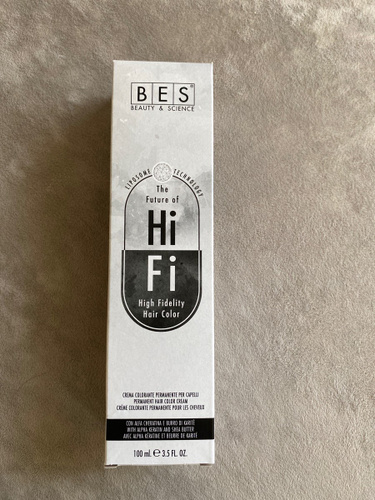 BES®
BEAUTY & SCIENCE
LIPOSOME TECHNOLOGY
The
Future of
Hi
Fi
High Fidelity
Hair Color
CREMA COLORANTE PERMANENTE PER CAPELLI
PERMANENT HAIR COLOR CREAM
CRÈME COLORANTE PERMANENTE POUR LES CHEVEUX
CON ALFA CHERATINA E BURRO DI KARITÉ
WITH ALPHA KERATIN AND SHEA BUTTER
AVEC ALPHA KÉRATINE ET BEURRE DE KARITÉ
100 ml. ℮ 3.5 FL. OZ.